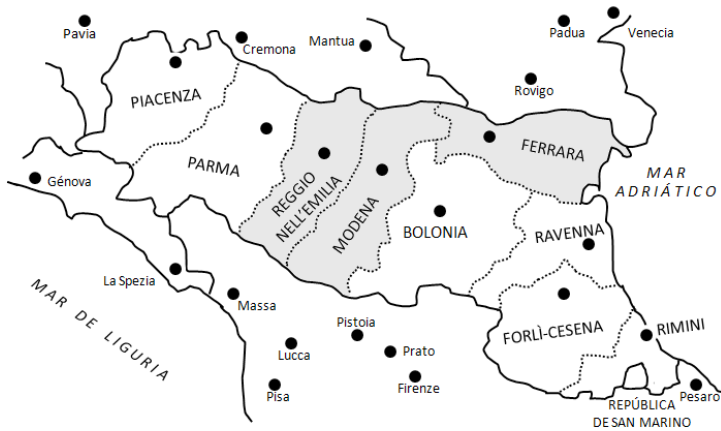 Pavia
Cremona
Mantua
Padua
Venecia
Rovigo
PIACENZA
PARMA
REGGIO
NELL'EMILIA
MODENA
FERRARA
MAR
ADRIÁTICO
Génova
BOLONIA
RAVENNA
La Spezia
MAR DE LIGURIA
Massa
Pistoia
Lucca
Prato
Pisa
Firenze
FORLÌ-CESENA
RIMINI
REPÚBLICA
DE SAN MARINO
Pesaro